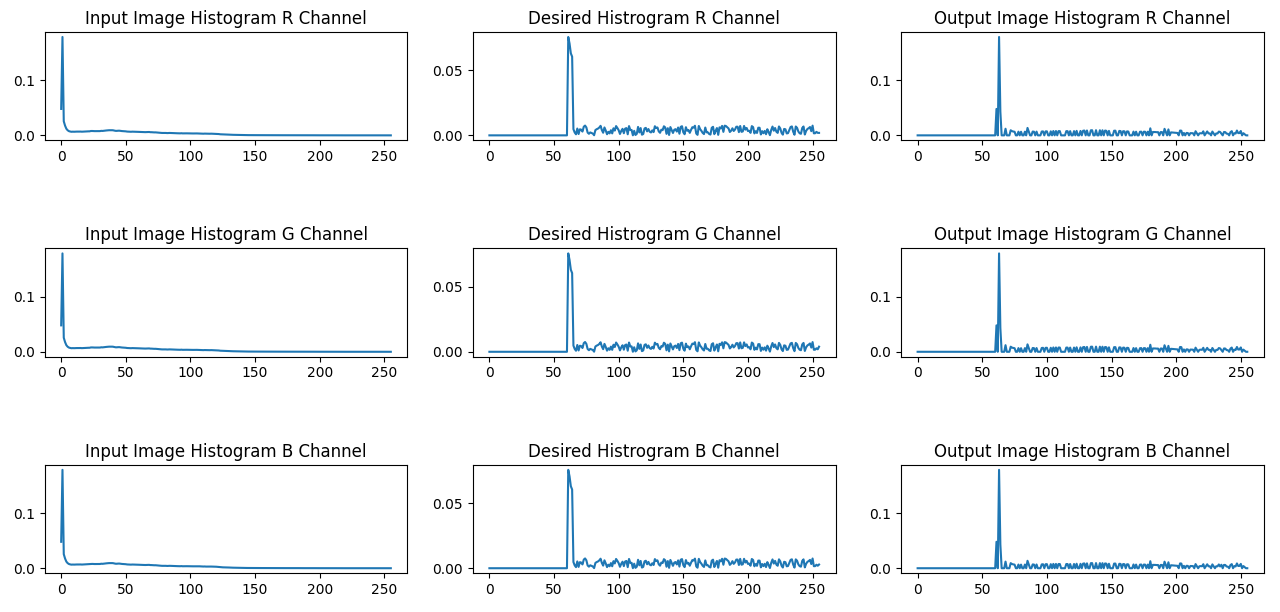 Input Image Histogram R Channel
Desired Histrogram R Channel
Output Image Histogram R Channel
0.1
0.0
0 50 100 150 200 250
0.05
0.00
0 50 100 150 200 250
0.1
0.0
0 50 100 150 200 250
Input Image Histogram G Channel
Desired Histrogram G Channel
Output Image Histogram G Channel
0.1
0.0
0 50 100 150 200 250
0.05
0.00
0 50 100 150 200 250
0.1
0.0
0 50 100 150 200 250
Input Image Histogram B Channel
Desired Histrogram B Channel
Output Image Histogram B Channel
0.1
0.0
0 50 100 150 200 250
0.05
0.00
0 50 100 150 200 250
0.1
0.0
0 50 100 150 200 250